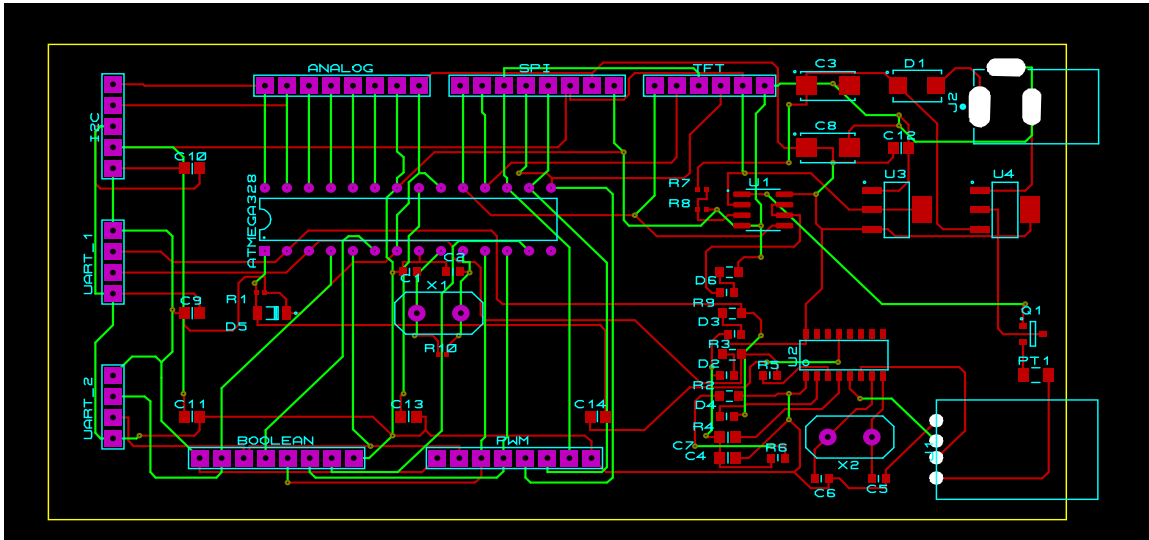 ANALOG
SPI
TFT
C3
D1
J2
I2C
C10
C8
C12
ATMEGA328
R7
R8
U1
U3
U4
UART_1
C1
C2
X1
D6
R9
C9
R1
D5
D3
Q1
R10
R3
U2
D2
R5
PT1
UART_2
R2
C11
C13
C14
D4
R4
BOOLEAN
PWM
C7
C4
R6
X2
J1
C6
C5